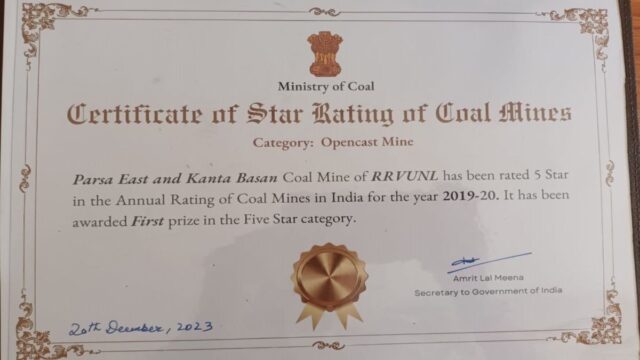 Ministry of Coal
Certificate of Star Rating of Coal Mines
Category: Opencast Mine
Parsa East and Kanta Basan Coal Mine of RRVUNL has been rated 5 Star
in the Annual Rating of Coal Mines in India for the year 2019-20. It has been
awarded First prize in the Five Star category.
Amrit Lal Meena
Secretary to Government of India
20th December, 2023